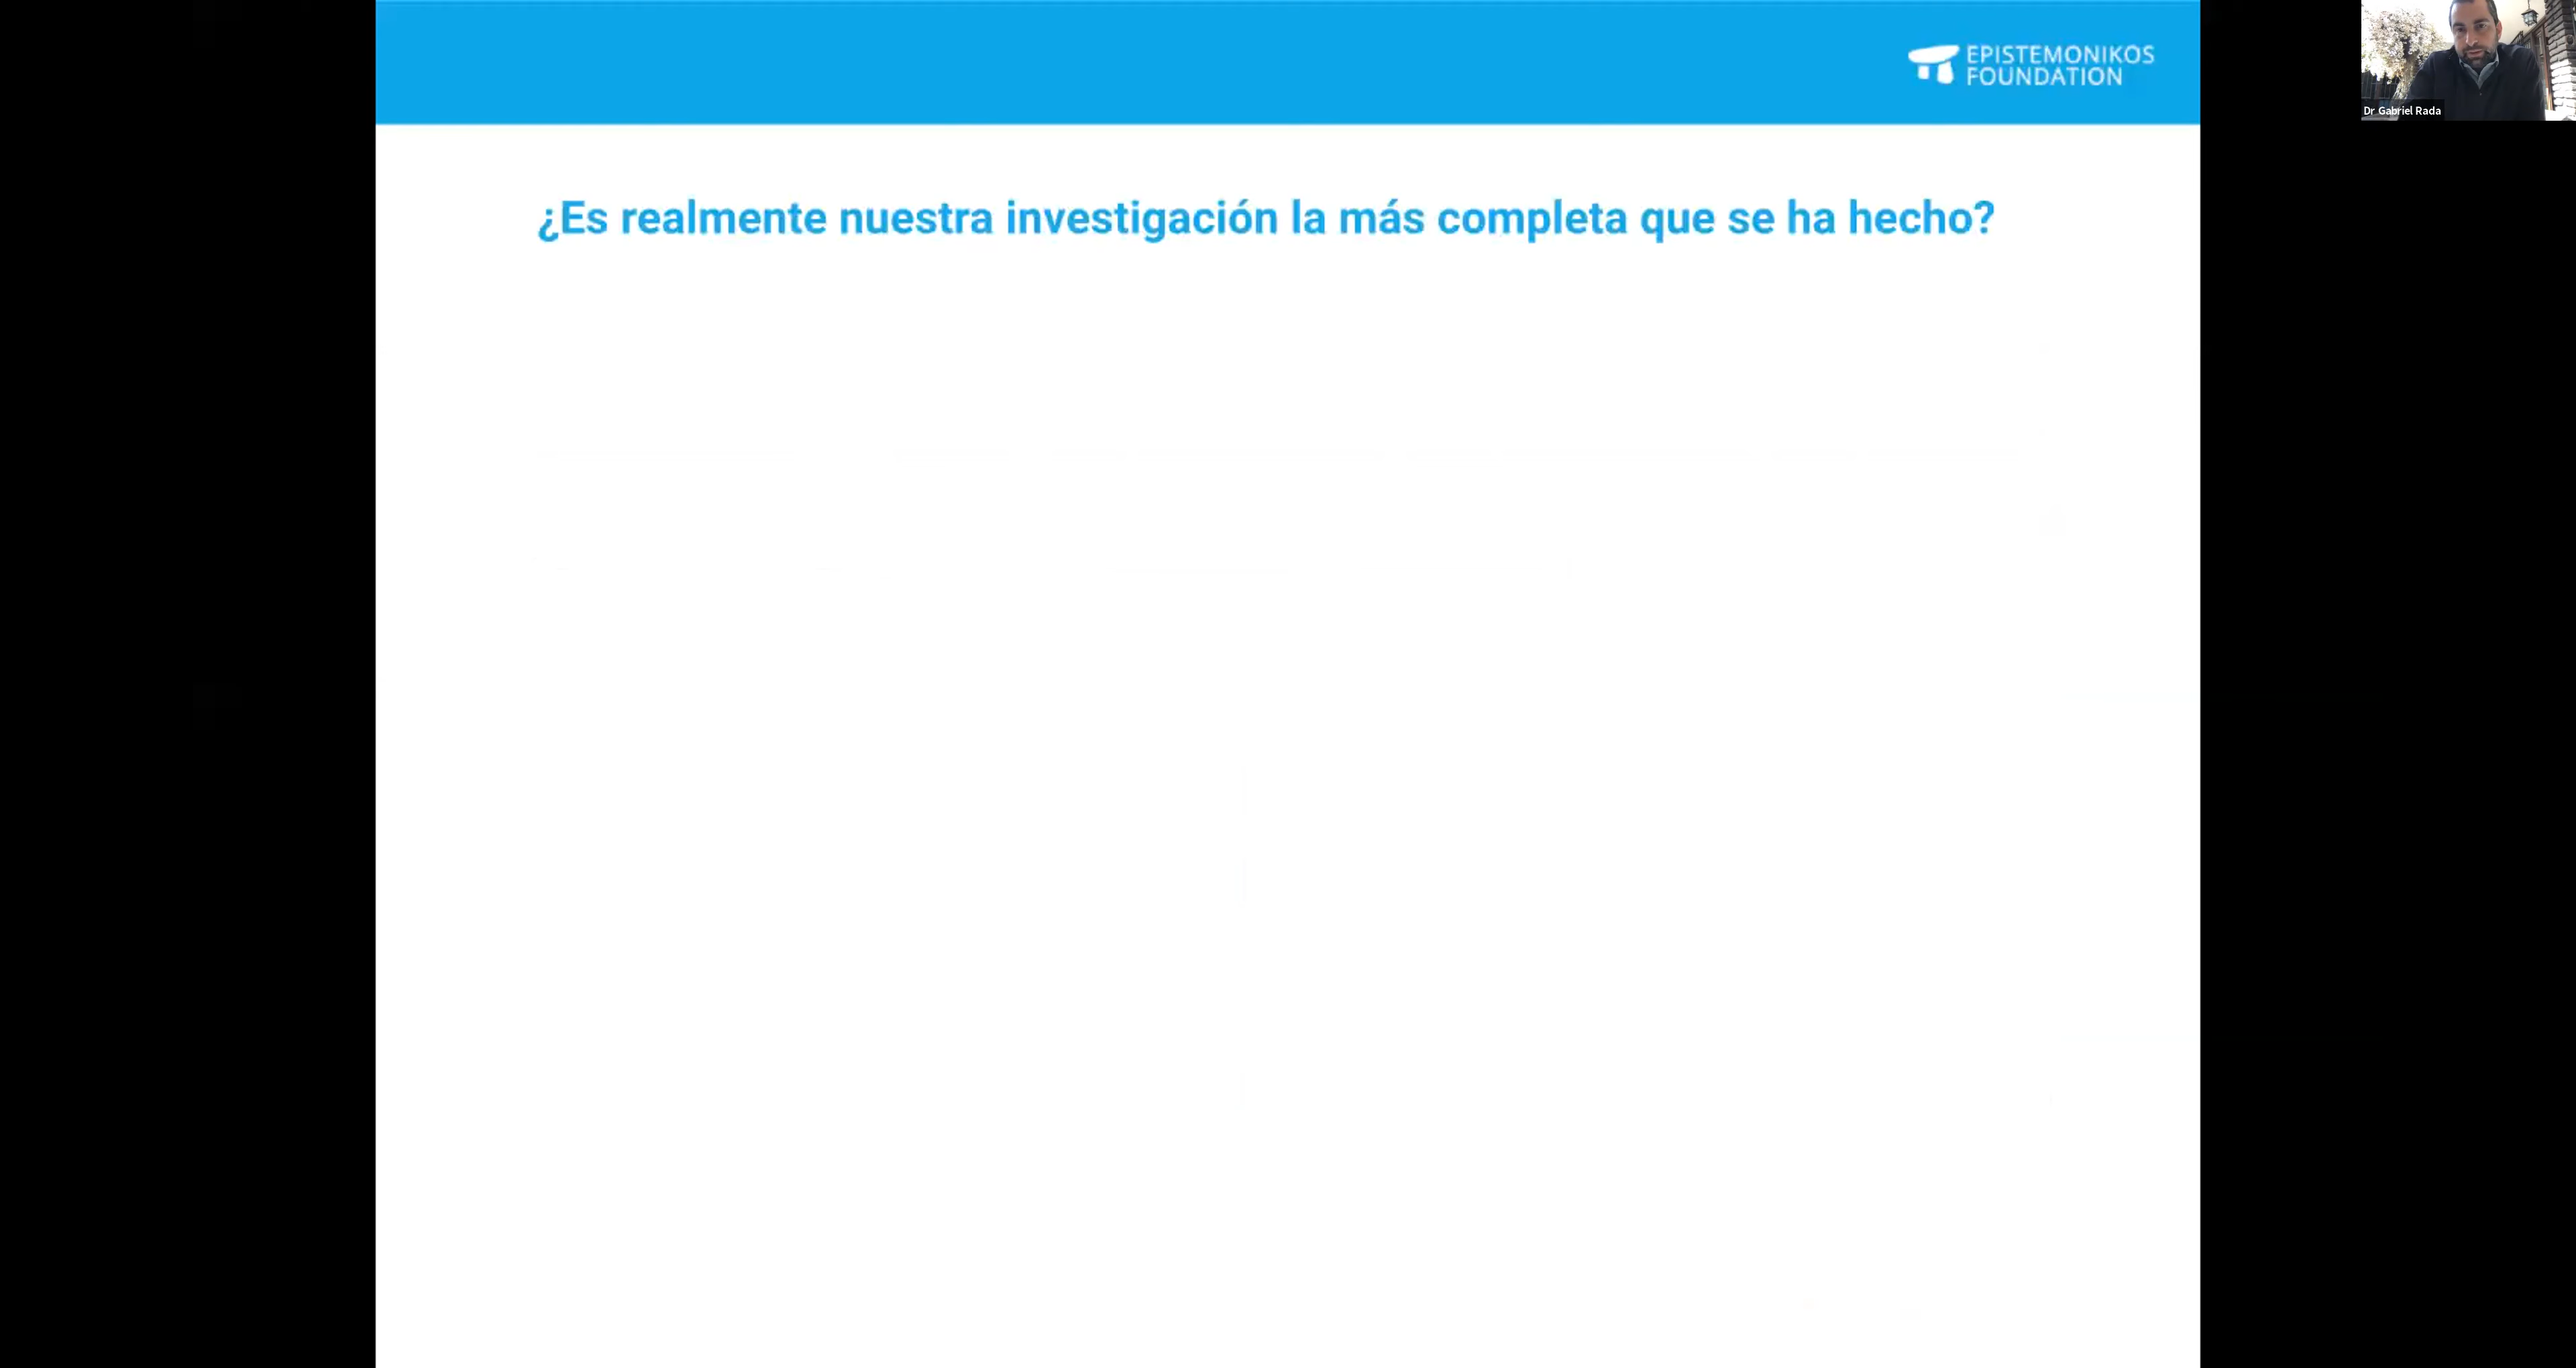 EPISTEMONIKOS
FOUNDATION
Dr Gabriel Rada
¿Es realmente nuestra investigación la más completa que se ha hecho?